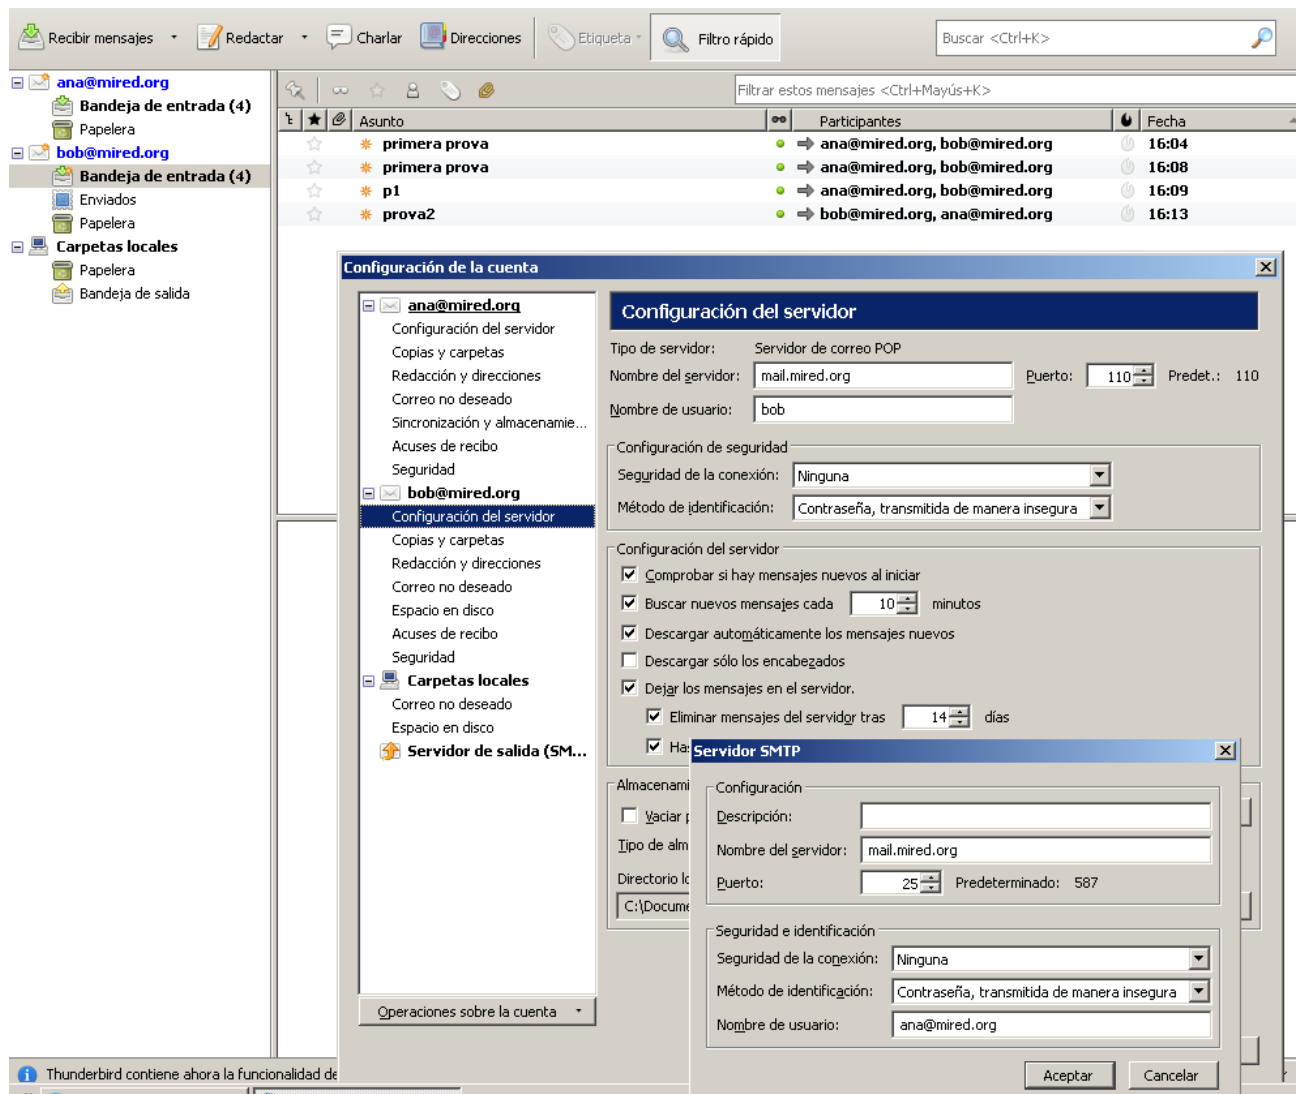 Recibir mensajes Redactar Charlar Direcciones Etiqueta Filtro rápido Buscar <Ctrl+K>
ana@mired.org
Bandeja de entrada (4)
Papelera
bob@mired.org
Bandeja de entrada (4)
Enviados
Papelera
Carpetas locales
Papelera
Bandeja de salida
Filtrar estos mensajes <Ctrl+Mayús+K>
Asunto Participantes Fecha
primera prova ana@mired.org, bob@mired.org 16:04
primera prova ana@mired.org, bob@mired.org 16:08
p1 ana@mired.org, bob@mired.org 16:09
prova2 bob@mired.org, ana@mired.org 16:13
Configuración de la cuenta
ana@mired.org
Configuración del servidor
Copias y carpetas
Redacción y direcciones
Correo no deseado
Sincronización y almacenamie...
Acuses de recibo
Seguridad
bob@mired.org
Configuración del servidor
Copias y carpetas
Redacción y direcciones
Correo no deseado
Espacio en disco
Acuses de recibo
Seguridad
Carpetas locales
Correo no deseado
Espacio en disco
Servidor de salida (SM...
Operaciones sobre la cuenta
Configuración del servidor
Tipo de servidor: Servidor de correo POP
Nombre del servidor: mail.mired.org Puerto: 110 Predet.: 110
Nombre de usuario: bob
Configuración de seguridad
Seguridad de la conexión: Ninguna
Método de identificación: Contraseña, transmitida de manera insegura
Configuración del servidor
Comprobar si hay mensajes nuevos al iniciar
Buscar nuevos mensajes cada 10 minutos
Descargar automáticamente los mensajes nuevos
Descargar sólo los encabezados
Dejar los mensajes en el servidor.
Eliminar mensajes del servidor tras 14 días
Has
Almacenami
Vaciar p
Tipo de alm
Directorio lo
C:\Docume
Servidor SMTP
Configuración
Descripción:
Nombre del servidor: mail.mired.org
Puerto: 25 Predeterminado: 587
Seguridad e identificación
Seguridad de la conexión: Ninguna
Método de identificación: Contraseña, transmitida de manera insegura
Nombre de usuario: ana@mired.org
Aceptar Cancelar
Thunderbird contiene ahora la funcionalidad de